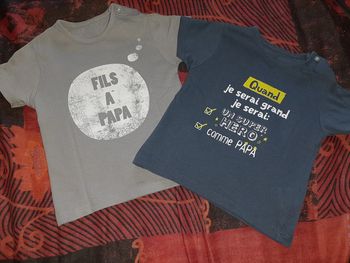 FILS
À
PAPA
Quand
je serai grand
je serai:
UN SUPER
HERO
comme PAPA